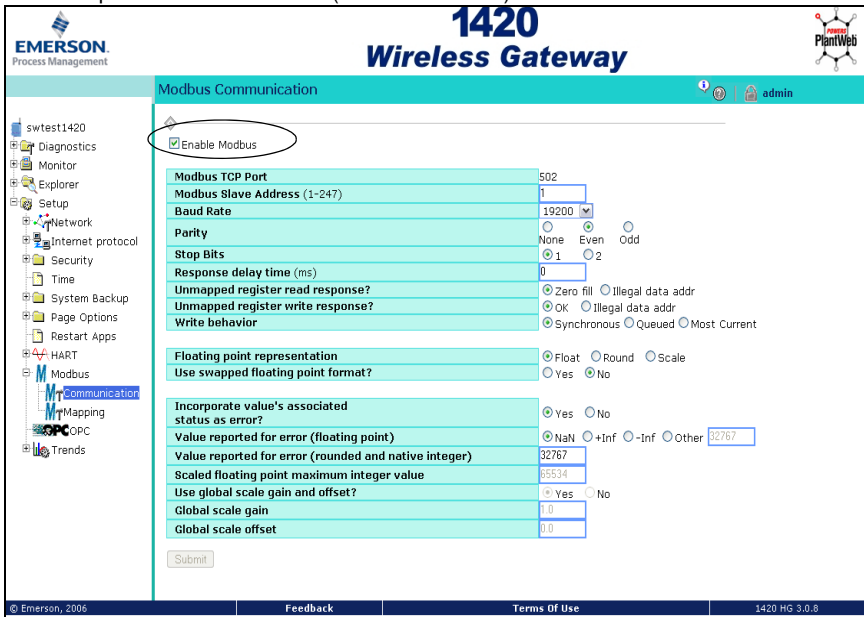 EMERSON.
Process Management
1420
Wireless Gateway
POWERS
PlantWeb
Modbus Communication
admin
swtest1420
Diagnostics
Monitor
Explorer
Setup
Network
Internet protocol
Security
Time
System Backup
Page Options
Restart Apps
HART
Modbus
Communication
Mapping
OPC OPC
Trends
Enable Modbus
Modbus TCP Port 502
Modbus Slave Address (1-247) 1
Baud Rate 19200
Parity None Even Odd
Stop Bits 1 2
Response delay time (ms) 0
Unmapped register read response? Zero fill Illegal data addr
Unmapped register write response? OK Illegal data addr
Write behavior Synchronous Queued Most Current
Floating point representation Float Round Scale
Use swapped floating point format? Yes No
Incorporate value's associated
status as error? Yes No
Value reported for error (floating point) NaN +Inf -Inf Other 32767
Value reported for error (rounded and native integer) 32767
Scaled floating point maximum integer value 65534
Use global scale gain and offset? Yes No
Global scale gain 1.0
Global scale offset 0.0
Submit
© Emerson, 2006 Feedback Terms Of Use 1420 HG 3.0.8